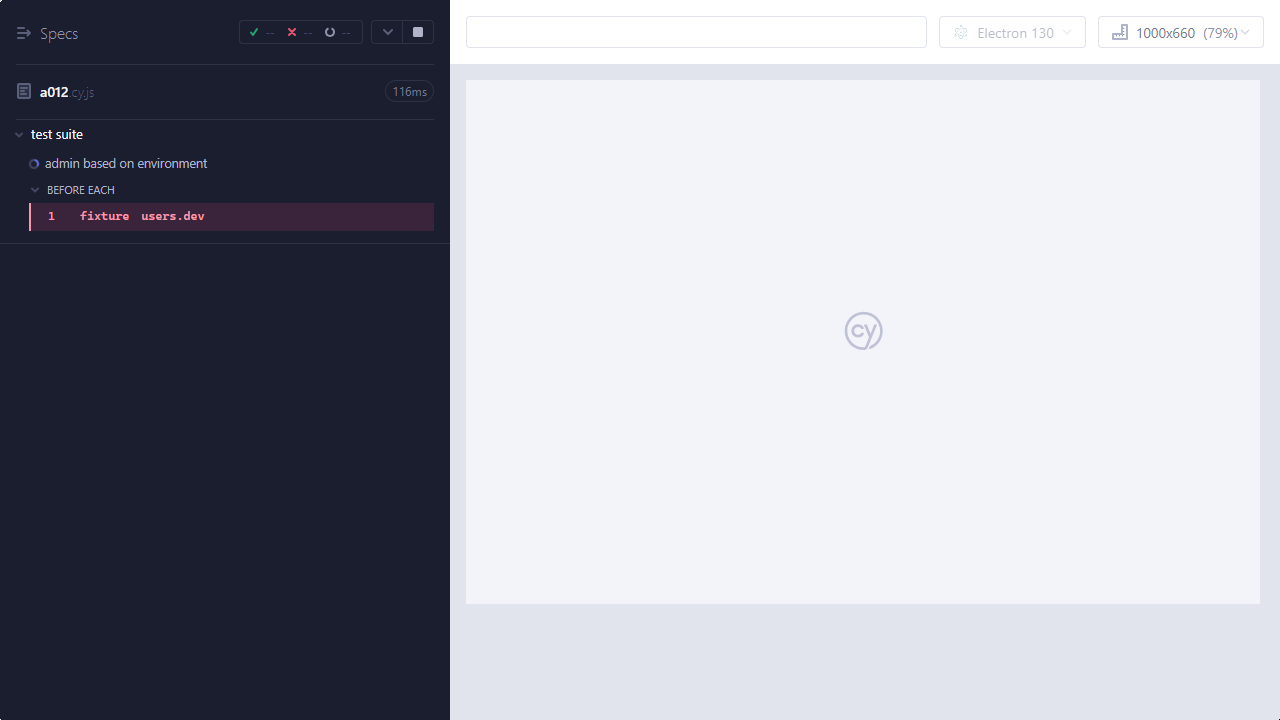 Specs
-- -- --
Electron 130
1000x660 (79%)
a012.cy.js
116ms
test suite
admin based on environment
BEFORE EACH
1 fixture users.dev
cy